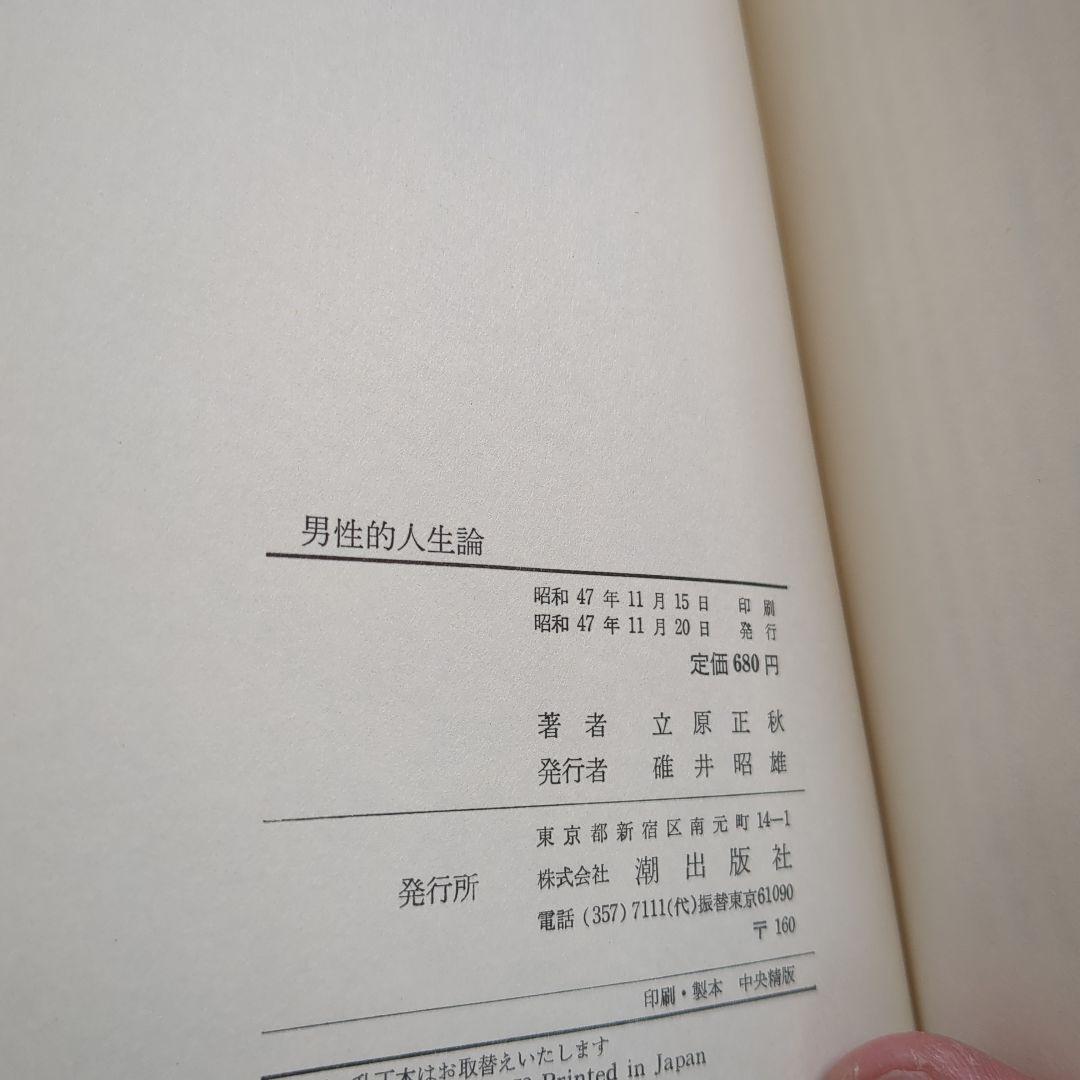 男性的人生論
昭和 47 年 11 月 15 日 印刷
昭和 47 年 11 月 20 日 発行
定価 680 円
著者 立原正秋
発行者 碓井昭雄
東京都新宿区南元町 14—1
発行所 株式会社 潮出版社
電話 (357) 7111(代) 振替東京61090
〒 160
印刷・製本 中央精版
丁本はお取替えいたします
Printed in Japan